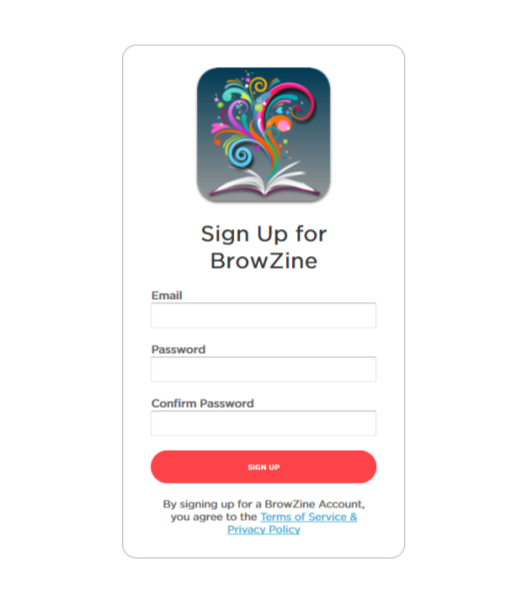 Sign Up for
BrowZine
Email
Password
Confirm Password
SIGN UP
By signing up for a BrowZine Account,
you agree to the Terms of Service &
Privacy Policy